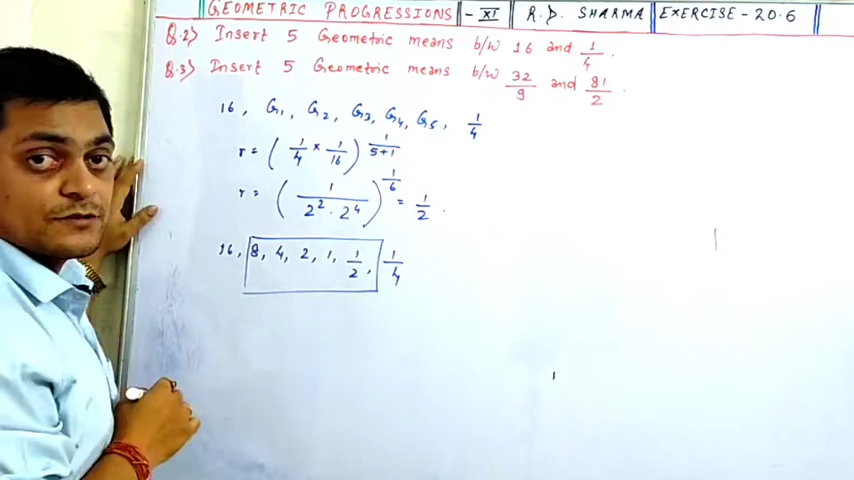 GEOMETRIC PROGRESSIONS - XI R.D. SHARMA EXERCISE - 20.6
Q.2) Insert 5 Geometric means b/w 16 and 1/4.
Q.3) Insert 5 Geometric means b/w 32/9 and 81/2.
16, G₁, G₂, G₃, G₄, G₅, 1/4
r = (1/4 × 1/16)^(1/(5+1))
r = (1/(2² . 2⁴))^(1/6) = 1/2.
16, 8, 4, 2, 1, 1/2, 1/4